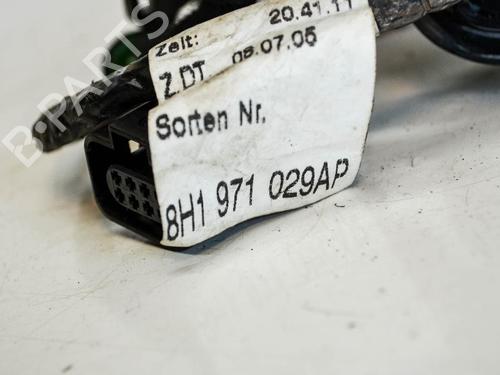 Zeit: 20.41.11
Z.DT. 08.07.05
Sorten Nr.
8H1 971 029AP
B-PARTS